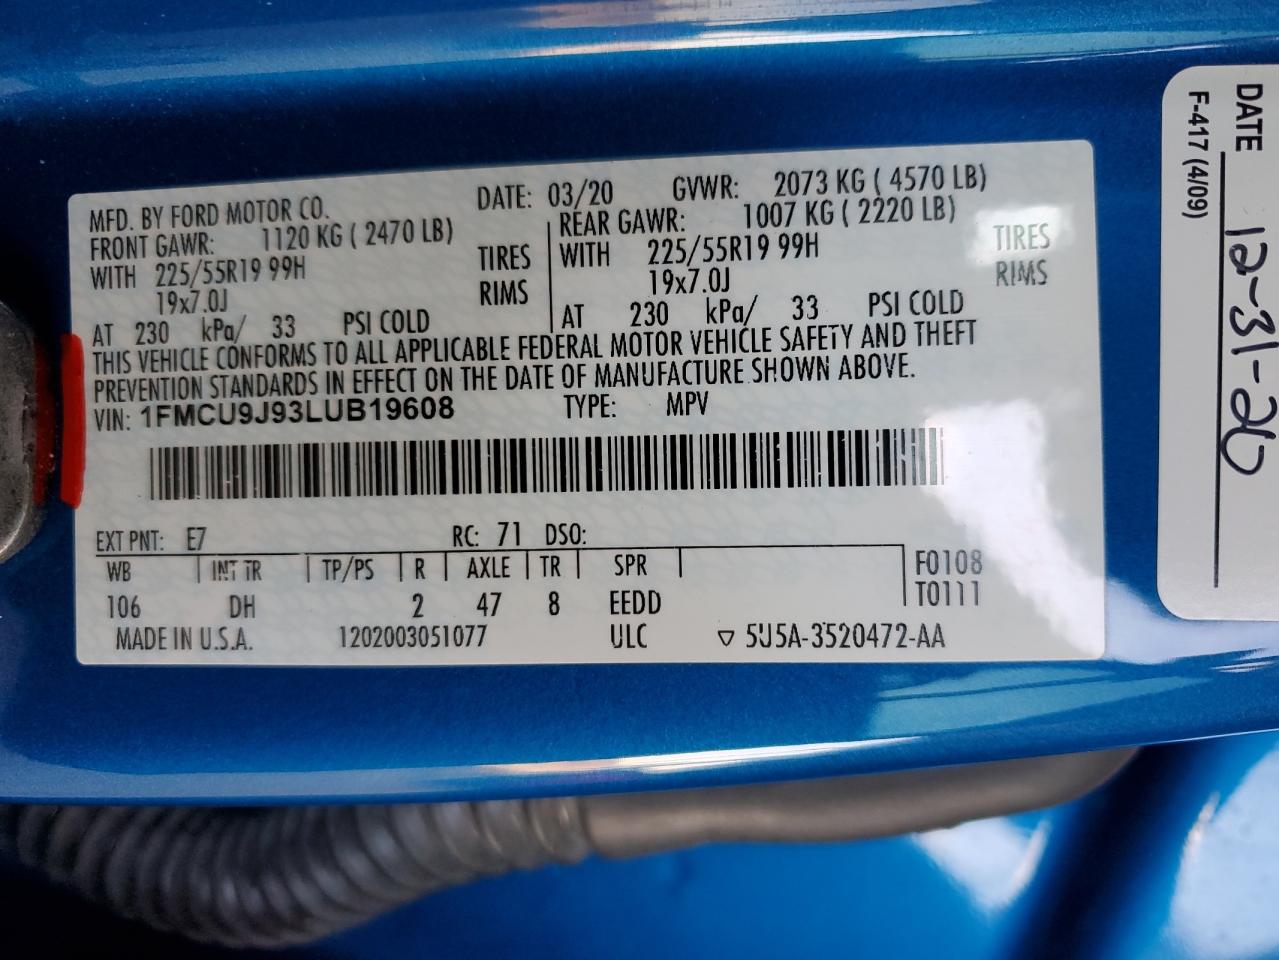 MFD. BY FORD MOTOR CO. DATE: 03/20 GVWR: 2073 KG ( 4570 LB)
FRONT GAWR: 1120 KG ( 2470 LB) REAR GAWR: 1007 KG ( 2220 LB)
WITH 225/55R19 99H TIRES WITH 225/55R19 99H TIRES
19x7.0J RIMS 19x7.0J RIMS
AT 230 kPa/ 33 PSI COLD AT 230 kPa/ 33 PSI COLD
THIS VEHICLE CONFORMS TO ALL APPLICABLE FEDERAL MOTOR VEHICLE SAFETY AND THEFT
PREVENTION STANDARDS IN EFFECT ON THE DATE OF MANUFACTURE SHOWN ABOVE.
VIN: 1FMCU9J93LUB19608 TYPE: MPV
EXT PNT: E7 RC: 71 DSO:
WB INT TR TP/PS R AXLE TR SPR F0108
106 DH 2 47 8 EEDD T0111
MADE IN U.S.A. 1202003051077 ULC ▽ 5U5A-3520472-AA
DATE 12-31-20
F-417 (4/09)